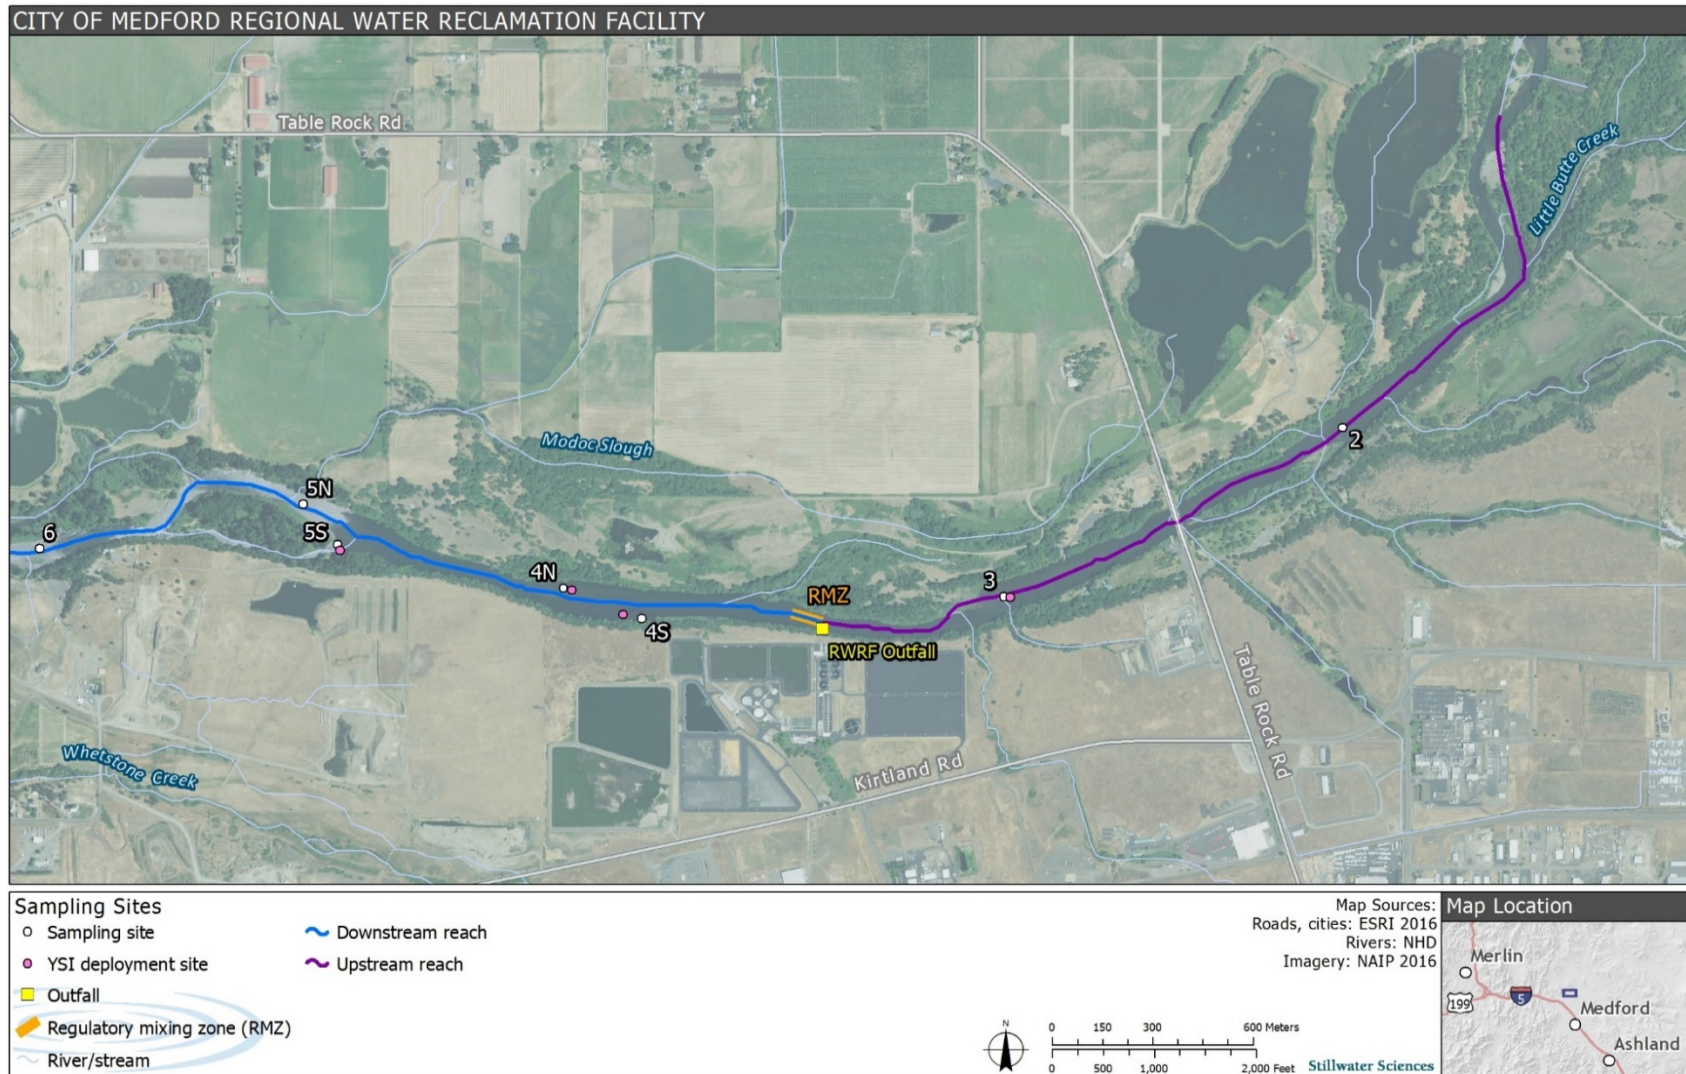 CITY OF MEDFORD REGIONAL WATER RECLAMATION FACILITY
Table Rock Rd
Little Butte Creek
2
Modoc Slough
5N
6
5S
4N
RMZ
3
4S
RWRF Outfall
Table Rock Rd
Whetstone Creek
Kirtland Rd
Sampling Sites
Sampling site
YSI deployment site
Outfall
Regulatory mixing zone (RMZ)
River/stream
Downstream reach
Upstream reach
Map Sources:
Roads, cities: ESRI 2016
Rivers: NHD
Imagery: NAIP 2016
N
0 150 300 600 Meters
0 500 1,000 2,000 Feet
Stillwater Sciences
Map Location
Merlin
199
5
Medford
Ashland